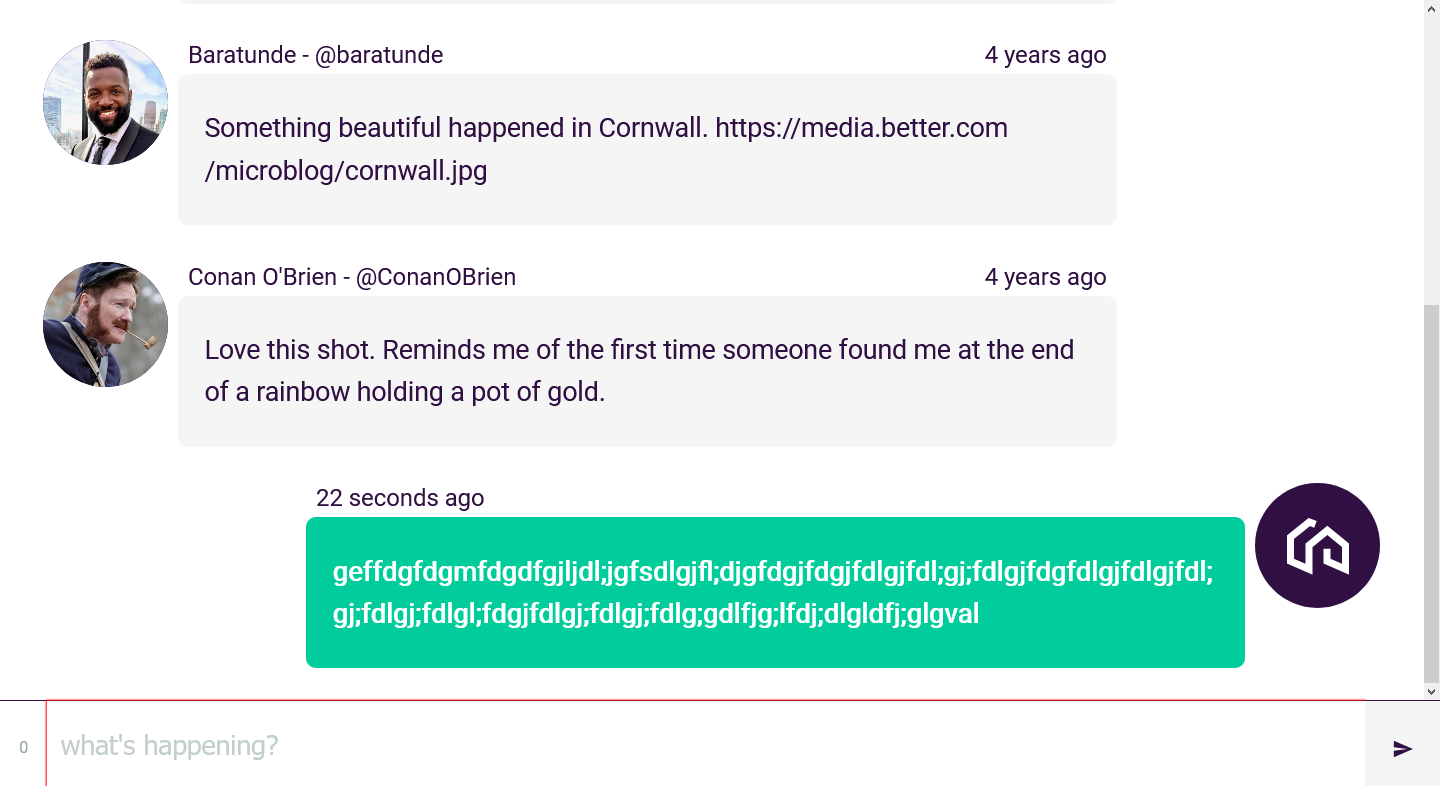 Baratunde - @baratunde 4 years ago
Something beautiful happened in Cornwall. https://media.better.com
/microblog/cornwall.jpg
Conan O'Brien - @ConanOBrien 4 years ago
Love this shot. Reminds me of the first time someone found me at the end
of a rainbow holding a pot of gold.
22 seconds ago
geffdgfdgmfdgdfgjljdl;jgfsdlgjfl;djgfdgjfdgjfdlgjfdl;gj;fdlgjfdgfdlgjfdlgjfdl;
gj;fdlgj;fdlgl;fdgjfdlgj;fdlgj;fdlg;gdlfjg;lfdj;dlgldfj;glgval
0 what's happening?